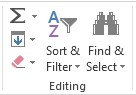 Σ
A
Z
Sort &
Filter
Find &
Select
Editing